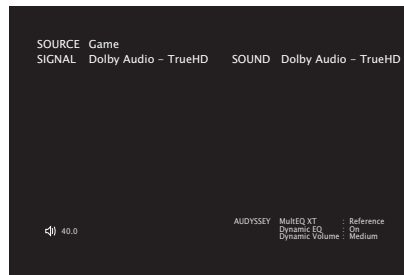 SOURCE Game
SIGNAL Dolby Audio – TrueHD SOUND Dolby Audio – TrueHD
AUDYSSEY MultEQ XT : Reference
Dynamic EQ : On
Dynamic Volume : Medium
40.0